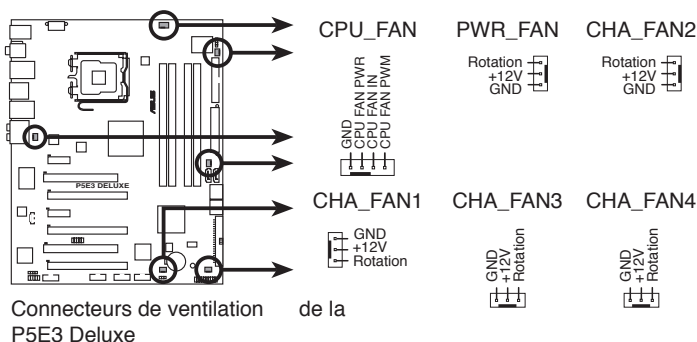 CPU_FAN PWR_FAN CHA_FAN2
GND
CPU FAN PWR
CPU FAN IN
CPU FAN PWM
Rotation
+12V
GND
Rotation
+12V
GND
ASUS
P5E3 DELUXE
CHA_FAN1 CHA_FAN3 CHA_FAN4
GND
+12V
Rotation
GND
+12V
Rotation
GND
+12V
Rotation
Connecteurs de ventilation de la
P5E3 Deluxe